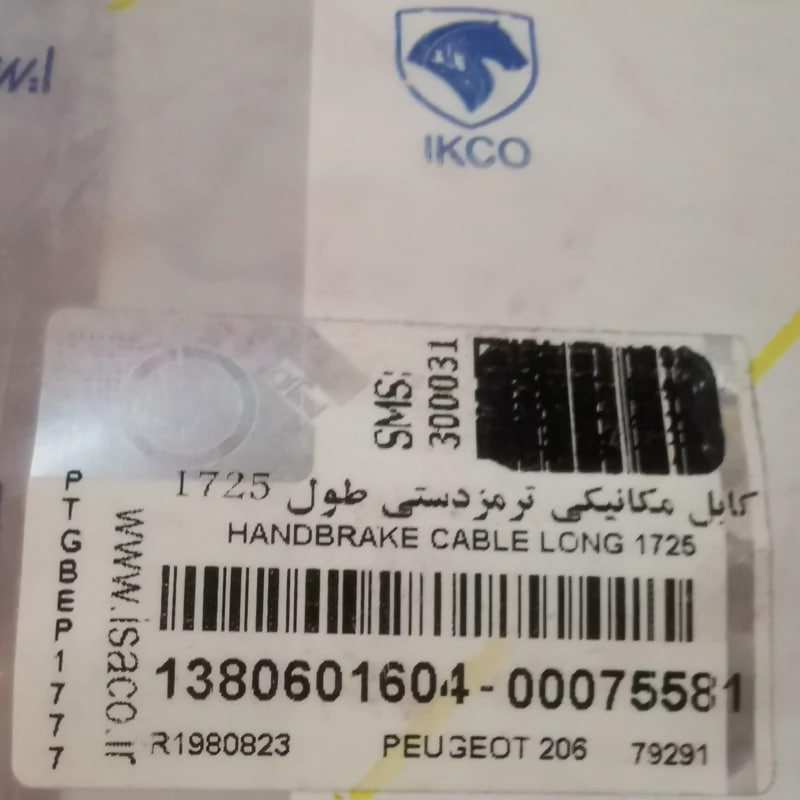 IKCO
SMS:
300031
کابل مکانیکی ترمزدستی طول 1725
HANDBRAKE CABLE LONG 1725
PTGBEP1777
www.isaco.ir
1380601604-00075581
R1980823 PEUGEOT 206 79291